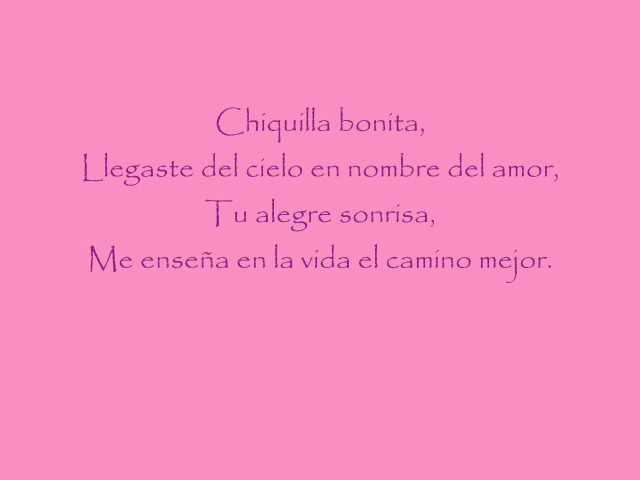 Chiquilla bonita,
Llegaste del cielo en nombre del amor,
Tu alegre sonrisa,
Me enseña en la vida el camino mejor.